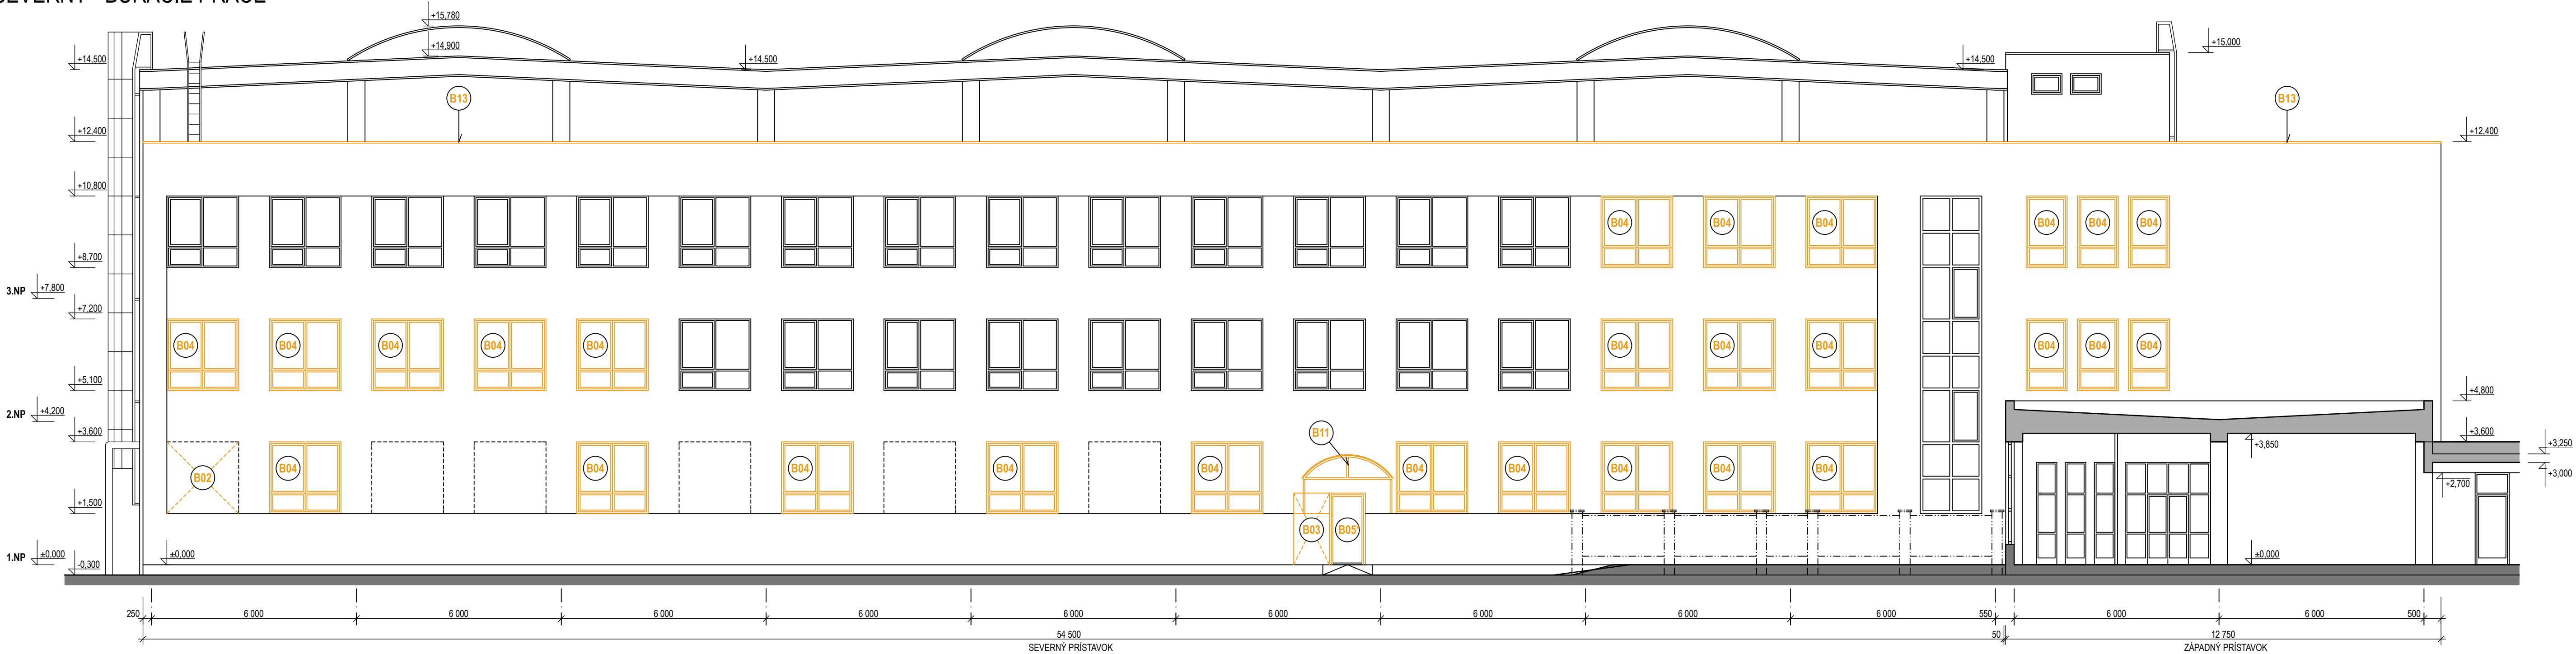 SEVERNÝ - BÚRACIE PRÁCE
+15,780
+14,900
+14,500
+14,500
+14,500
+15,000
B13
B13
+12,400
+12,400
+10,800
B04 B04 B04 B04 B04 B04
+8,700
3.NP +7,800
+7,200
B04 B04 B04 B04 B04 B04 B04 B04 B04 B04 B04
+5,100
+4,800
2.NP +4,200
+3,600
B11
+3,600
+3,850
+3,250
+3,000
+2,700
B02 B04 B04 B04 B04 B04 B04 B04 B04 B04 B04
+1,500
B03 B05
1.NP ±0,000
±0,000
±0,000
-0,300
250 6 000 6 000 6 000 6 000 6 000 6 000 6 000 6 000 6 000 550 6 000 6 000 500
54 500 50 12 750
SEVERNÝ PRÍSTAVOK ZÁPADNÝ PRÍSTAVOK